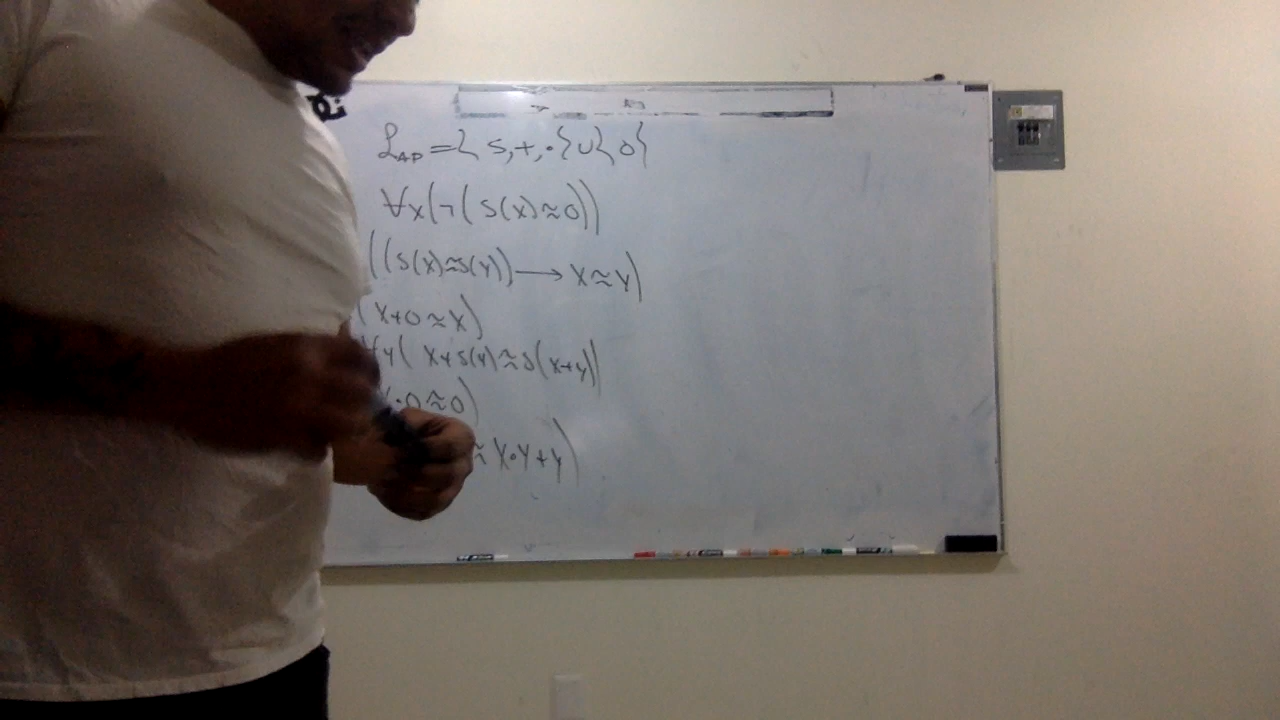 L_AP = { S, +, · } ∪ { 0 }
∀x(¬(S(x)≈0))
((S(x)≈S(y)) ⟶ x≈y)
(x+0≈x)
∀y( x+S(y)≈S(x+y))
·0≈0)
≈ x·y+y)